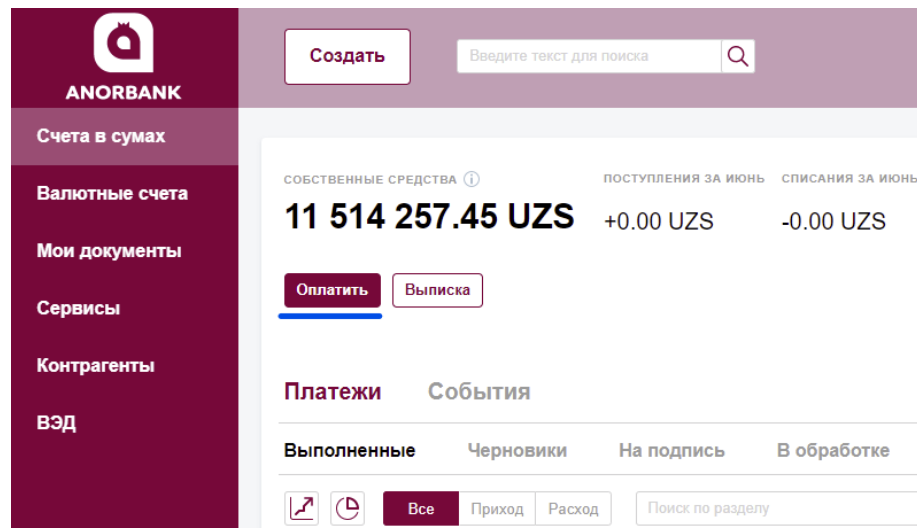 ANORBANK
Создать
Введите текст для поиска
Счета в сумах
Валютные счета
Мои документы
Сервисы
Контрагенты
ВЭД
СОБСТВЕННЫЕ СРЕДСТВА
ПОСТУПЛЕНИЯ ЗА ИЮНЬ
СПИСАНИЯ ЗА ИЮНЬ
11 514 257.45 UZS
+0.00 UZS
-0.00 UZS
Оплатить
Выписка
Платежи
События
Выполненные
Черновики
На подпись
В обработке
Все
Приход
Расход
Поиск по разделу